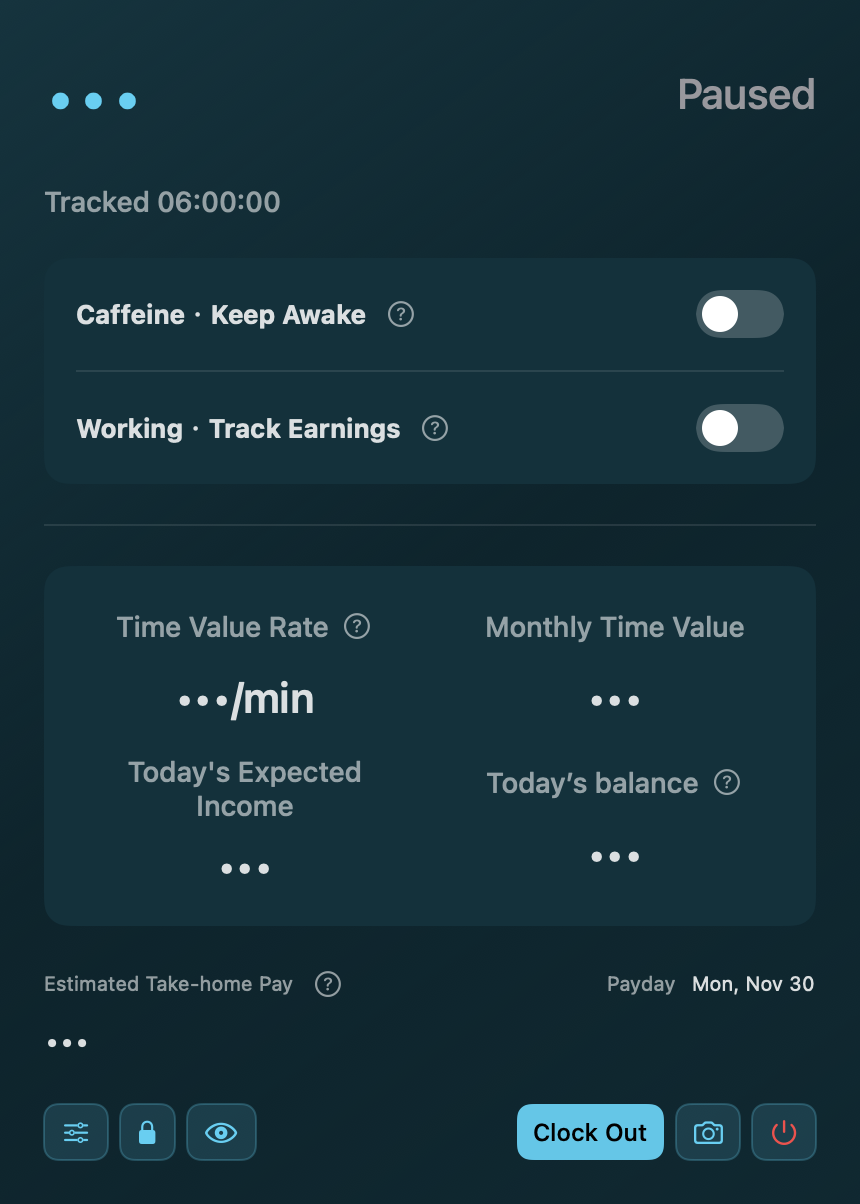 •••
Paused
Tracked 06:00:00
Caffeine · Keep Awake ?
Working · Track Earnings ?
Time Value Rate ?
•••/min
Monthly Time Value
•••
Today's Expected
Income
•••
Today’s balance ?
•••
Estimated Take-home Pay ?
•••
Payday Mon, Nov 30
Clock Out